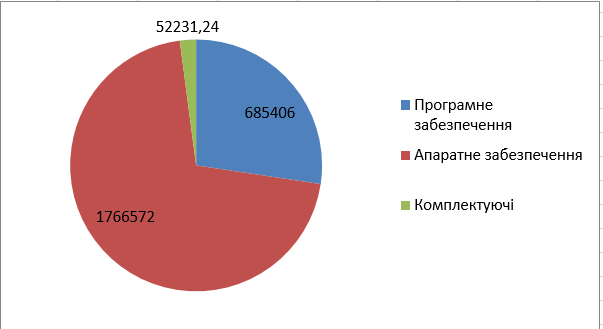 52231,24
685406
1766572
Програмне
забезпечення
Апаратне забезпечення
Комплектуючі